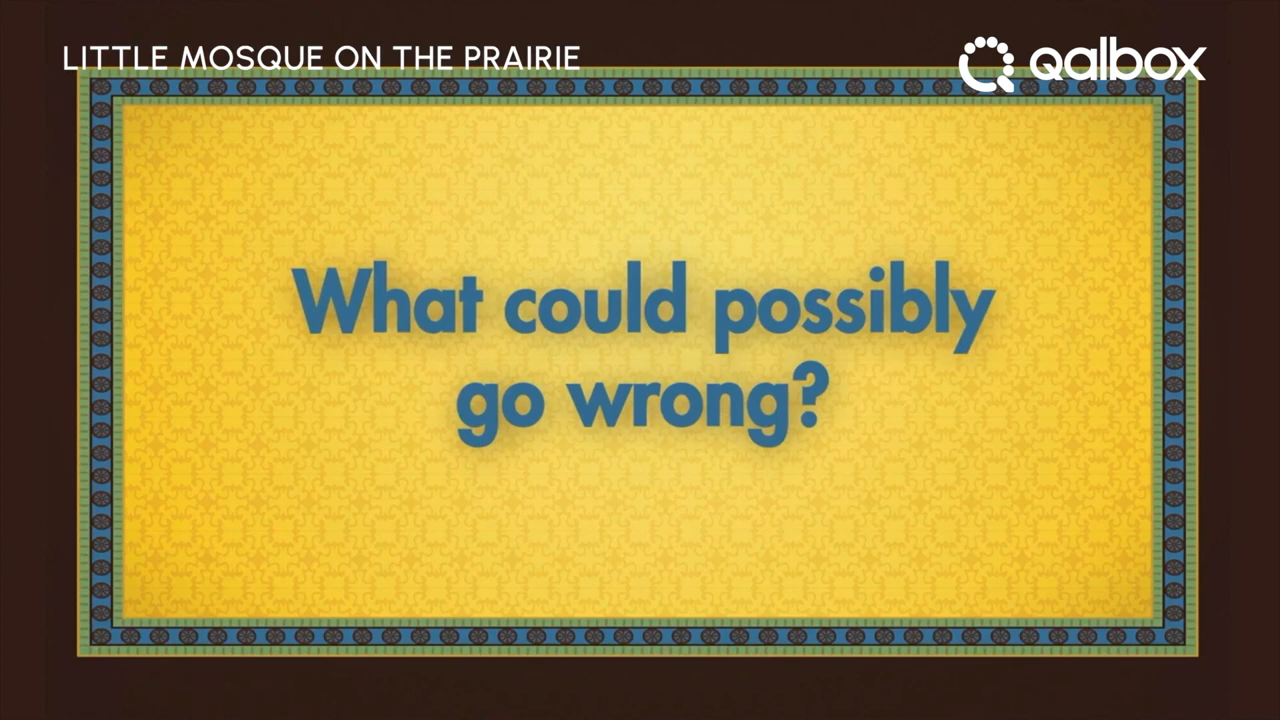 LITTLE MOSQUE ON THE PRAIRIE
qalbox
What could possibly
go wrong?